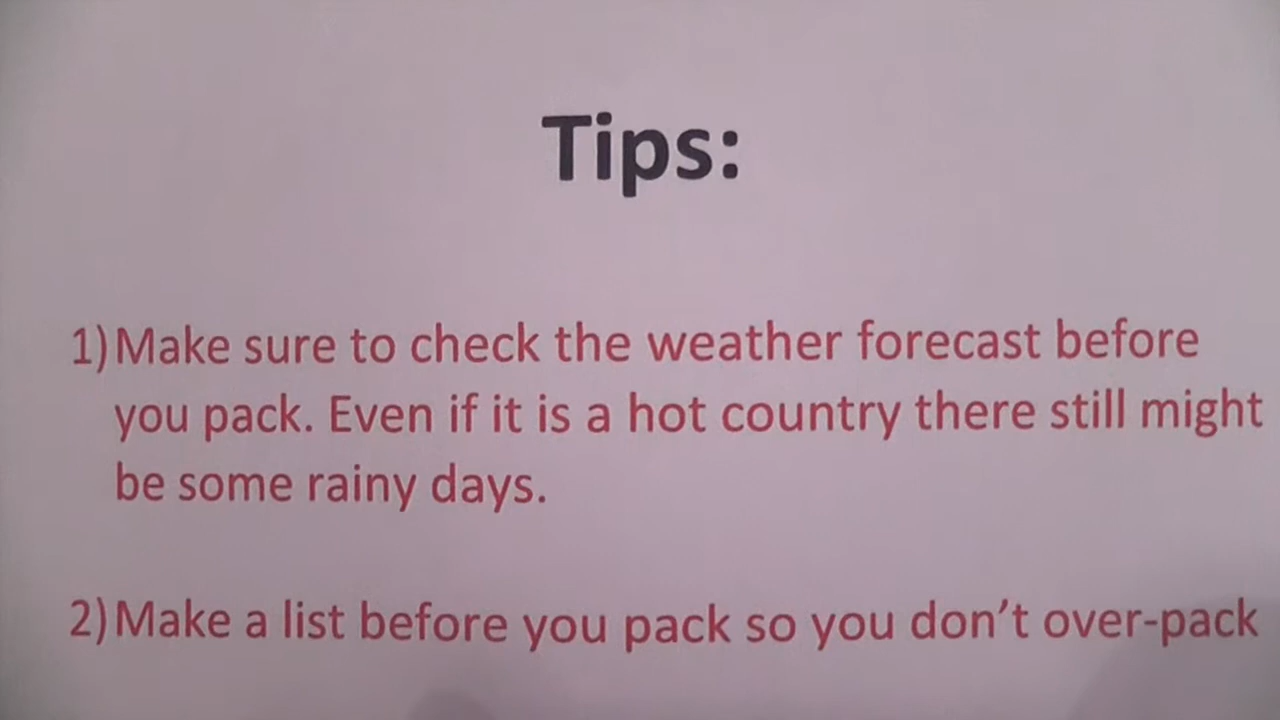 Tips:
1) Make sure to check the weather forecast before
you pack. Even if it is a hot country there still might
be some rainy days.
2) Make a list before you pack so you don't over-pack